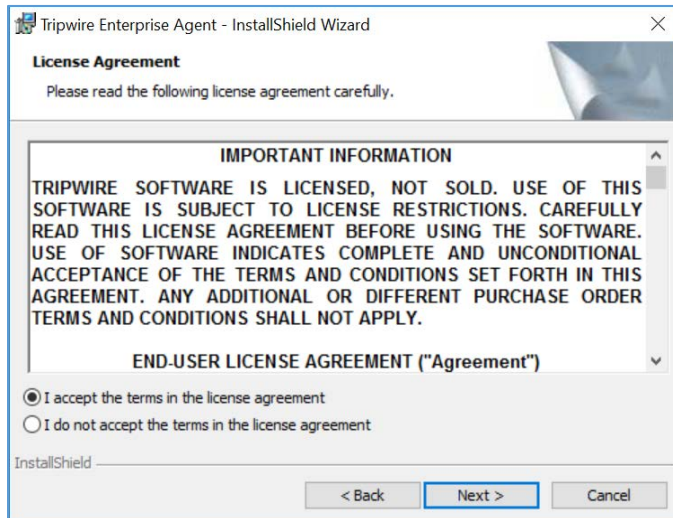 Tripwire Enterprise Agent - InstallShield Wizard
License Agreement
Please read the following license agreement carefully.
IMPORTANT INFORMATION
TRIPWIRE SOFTWARE IS LICENSED, NOT SOLD. USE OF THIS
SOFTWARE IS SUBJECT TO LICENSE RESTRICTIONS. CAREFULLY
READ THIS LICENSE AGREEMENT BEFORE USING THE SOFTWARE.
USE OF SOFTWARE INDICATES COMPLETE AND UNCONDITIONAL
ACCEPTANCE OF THE TERMS AND CONDITIONS SET FORTH IN THIS
AGREEMENT. ANY ADDITIONAL OR DIFFERENT PURCHASE ORDER
TERMS AND CONDITIONS SHALL NOT APPLY.
END-USER LICENSE AGREEMENT ("Agreement")
I accept the terms in the license agreement
I do not accept the terms in the license agreement
InstallShield
< Back Next > Cancel